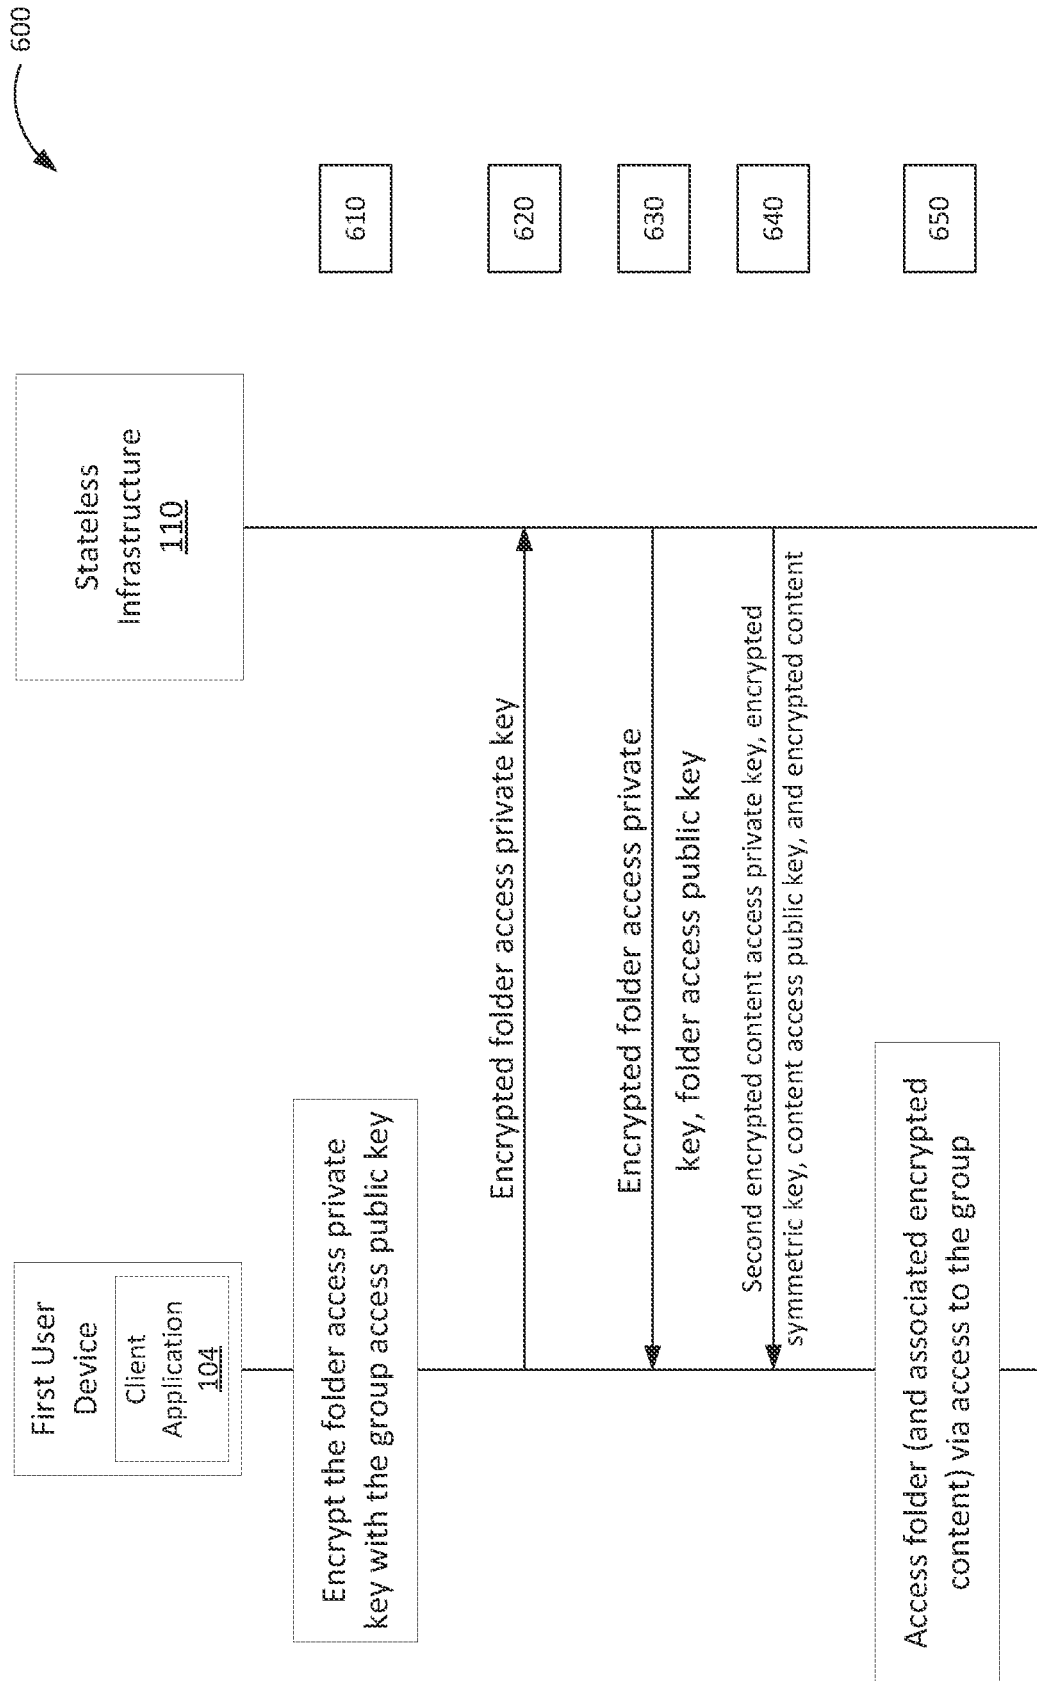 600
First User
Device
Client
Application
104
Stateless
Infrastructure
110
Encrypt the folder access private
key with the group access public key
610
Encrypted folder access private key
620
Encrypted folder access private
key, folder access public key
630
Second encrypted content access private key, encrypted
symmetric key, content access public key, and encrypted content
640
Access folder (and associated encrypted
content) via access to the group
650